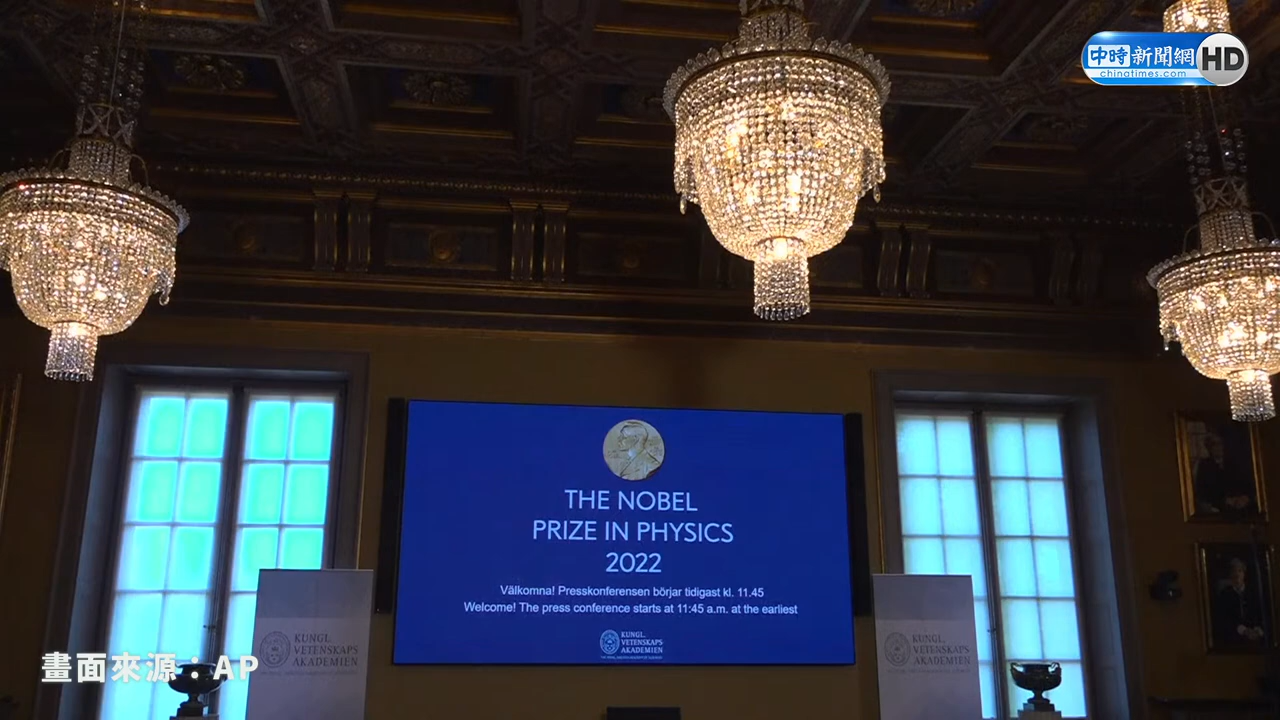 中時新聞網 HD
chinatimes.com
THE NOBEL
PRIZE IN PHYSICS
2022
Välkomna! Presskonferensen börjar tidigast kl. 11.45
Welcome! The press conference starts at 11:45 a.m. at the earliest
KUNGL.
VETENSKAPS
AKADEMIEN
KUNGL.
VETENSKAPS
AKADEMIEN
KUNGL.
VETENSKAPS
AKADEMIEN
畫面來源：AP